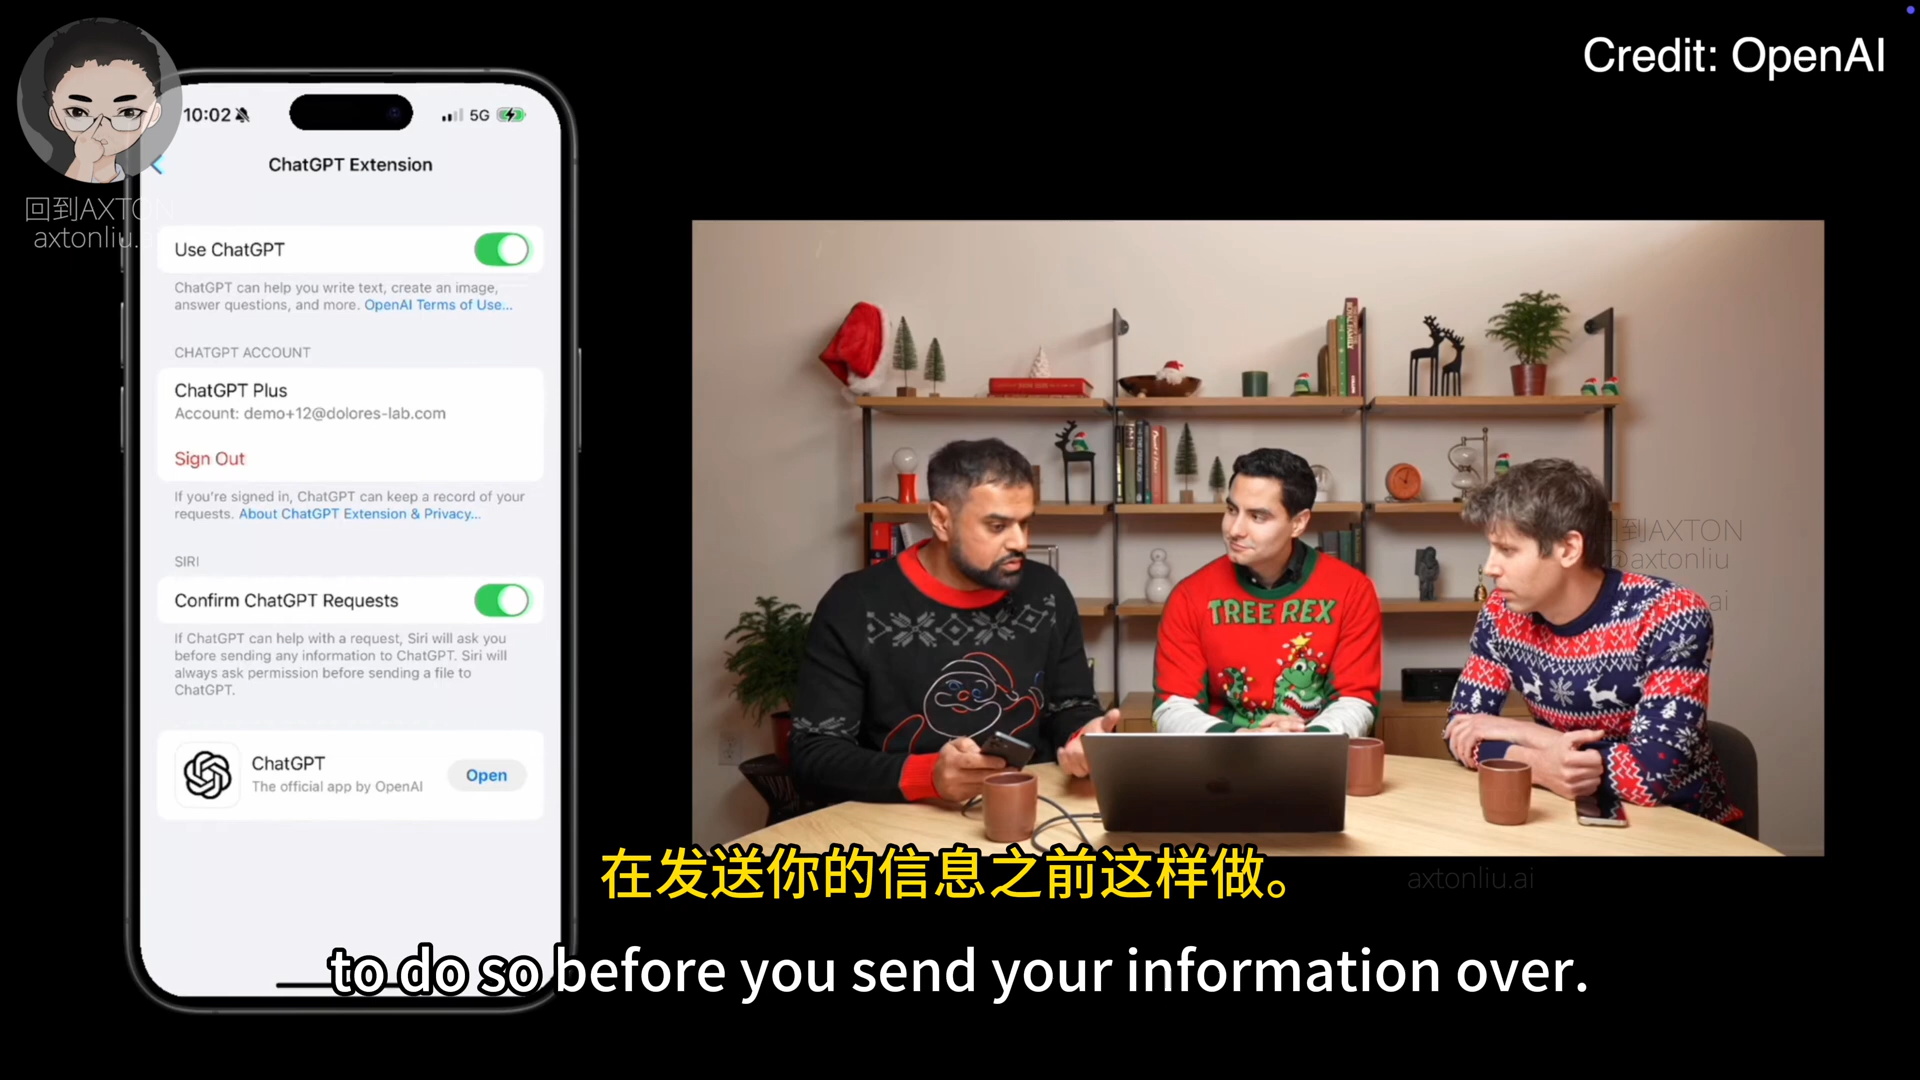 Credit: OpenAI
回到AXTON
axtonliu.a
10:02
5G
ChatGPT Extension
Use ChatGPT
ChatGPT can help you write text, create an image,
answer questions, and more. OpenAI Terms of Use...
CHATGPT ACCOUNT
ChatGPT Plus
Account: demo+12@dolores-lab.com
Sign Out
If you're signed in, ChatGPT can keep a record of your
requests. About ChatGPT Extension & Privacy...
SIRI
Confirm ChatGPT Requests
If ChatGPT can help with a request, Siri will ask you
before sending any information to ChatGPT. Siri will
always ask permission before sending a file to
ChatGPT.
ChatGPT
The official app by OpenAI
Open
TREE REX
回到AXTON
@axtonliu
.ai
axtonliu.ai
在发送你的信息之前这样做。
to do so before you send your information over.